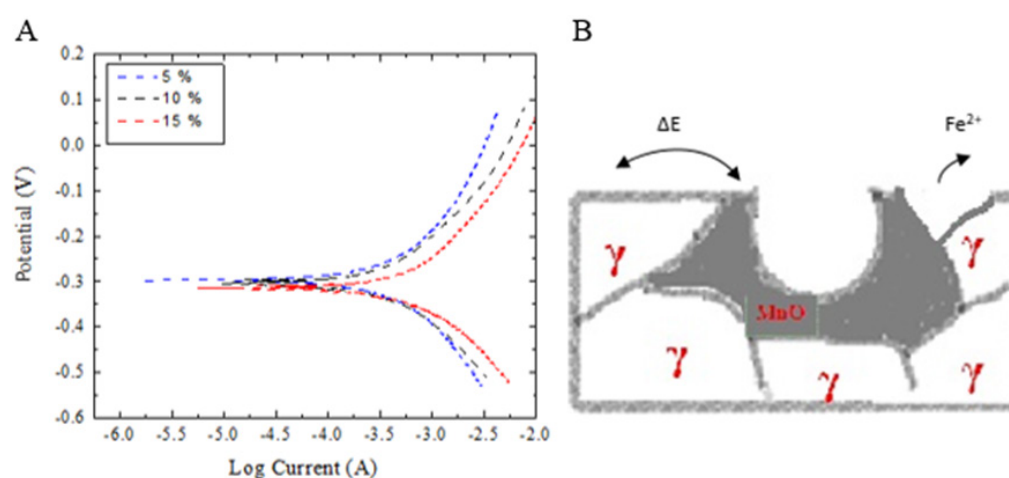 A
B
0.2
0.1
0.0
-0.1
-0.2
-0.3
-0.4
-0.5
-0.6
5 %
10 %
15 %
Potential (V)
-6.0 -5.5 -5.0 -4.5 -4.0 -3.5 -3.0 -2.5 -2.0
Log Current (A)
ΔE
Fe²⁺
γ
γ
MnO
γ
γ
γ